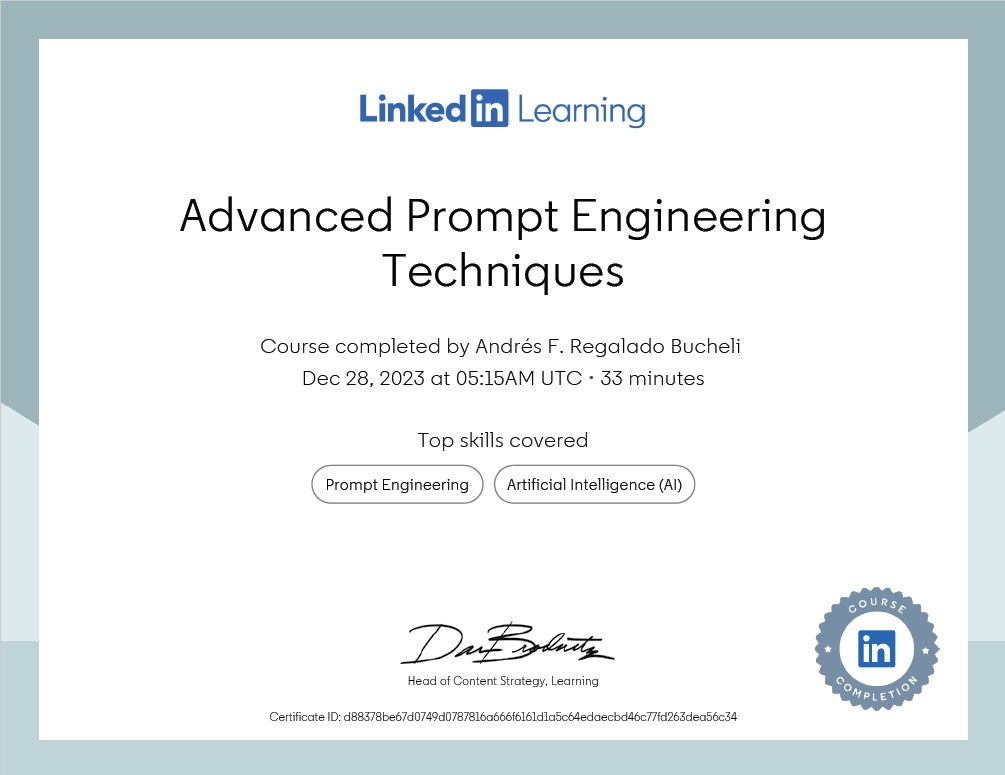 Linkedin Learning
Advanced Prompt Engineering
Techniques
Course completed by Andrés F. Regalado Bucheli
Dec 28, 2023 at 05:15AM UTC • 33 minutes
Top skills covered
Prompt Engineering Artificial Intelligence (AI)
Dan Brodnitz
Head of Content Strategy, Learning
Certificate ID: d88378be67d0749d0787816a666f6161d1a5c64edaecbd46c77fd263dea56c34
COURSE
in
COMPLETION